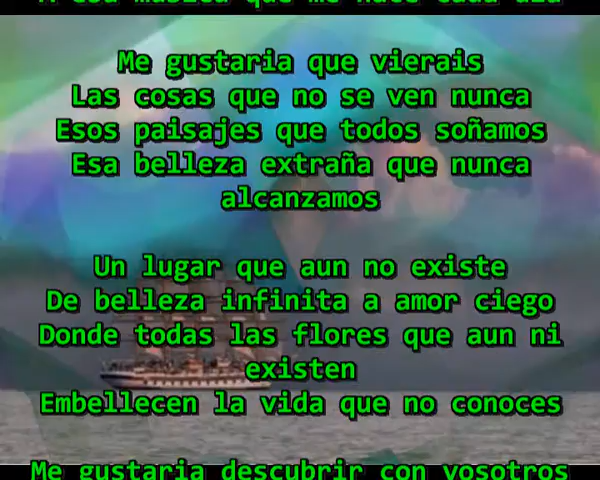 Me gustaria que vierais
Las cosas que no se ven nunca
Esos paisajes que todos soñamos
Esa belleza extraña que nunca
alcanzamos
Un lugar que aun no existe
De belleza infinita a amor ciego
Donde todas las flores que aun ni
existen
Embellecen la vida que no conoces
Me gustaria descubrir con vosotros